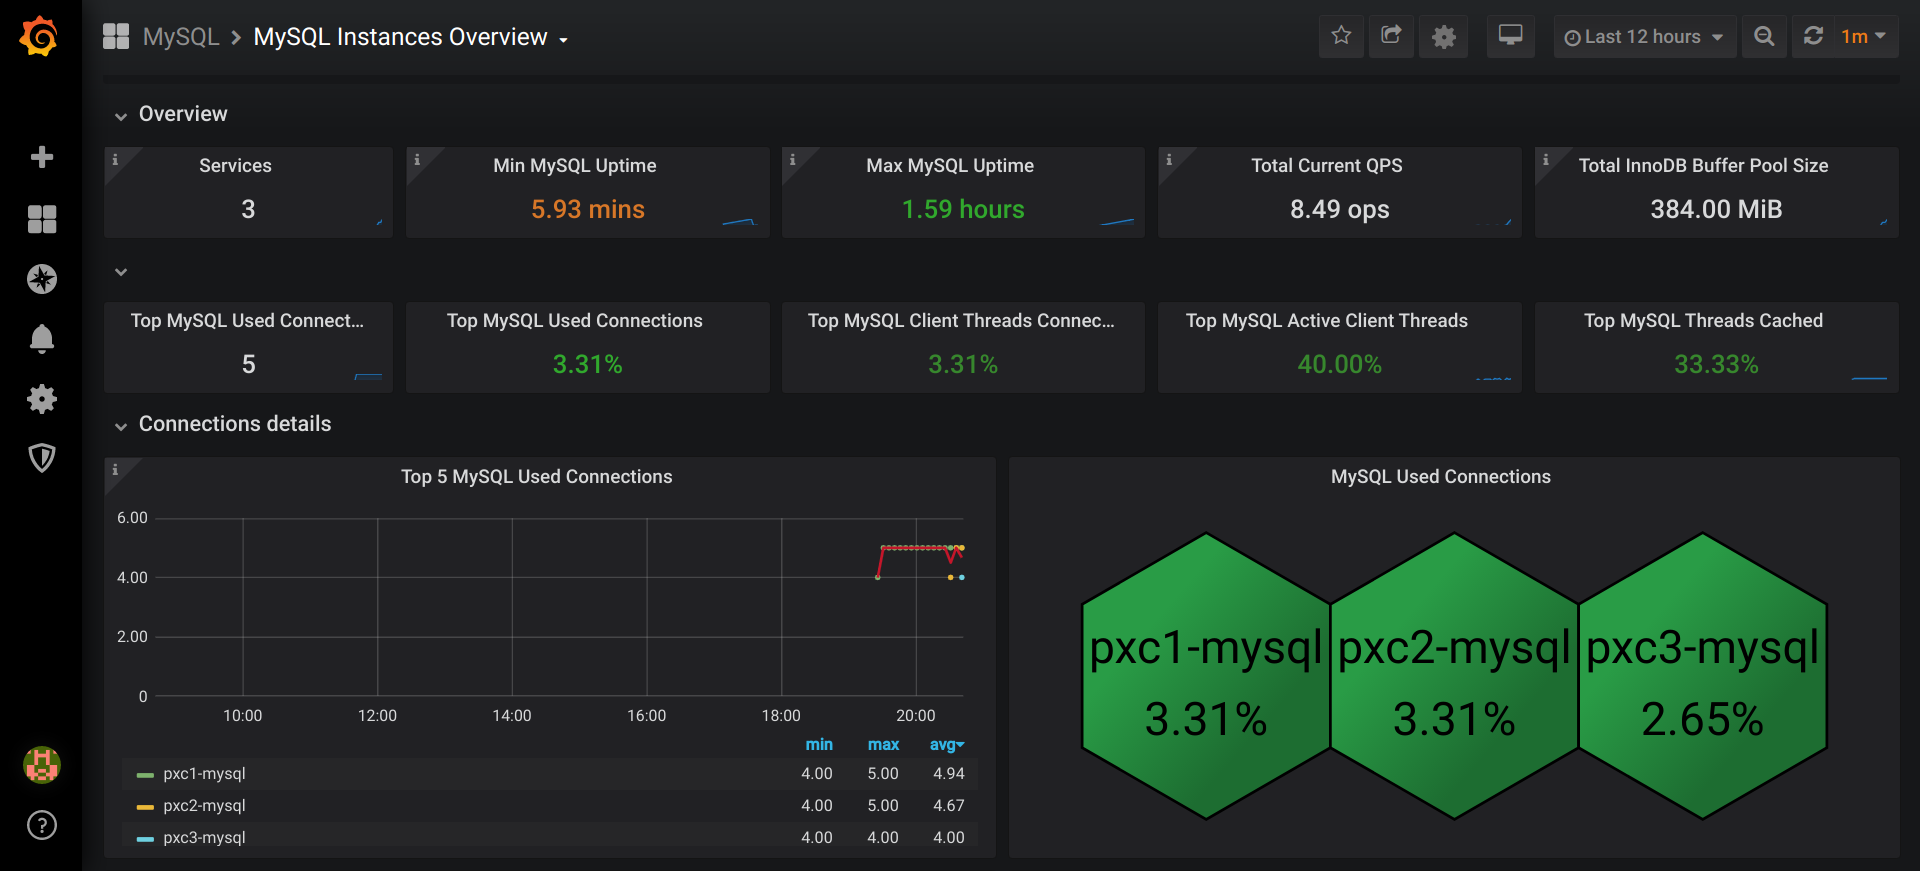 MySQL > MySQL Instances Overview
Last 12 hours
1m
Overview
Services
3
Min MySQL Uptime
5.93 mins
Max MySQL Uptime
1.59 hours
Total Current QPS
8.49 ops
Total InnoDB Buffer Pool Size
384.00 MiB
Top MySQL Used Connect...
5
Top MySQL Used Connections
3.31%
Top MySQL Client Threads Connec...
3.31%
Top MySQL Active Client Threads
40.00%
Top MySQL Threads Cached
33.33%
Connections details
Top 5 MySQL Used Connections
6.00
4.00
2.00
0
10:00 12:00 14:00 16:00 18:00 20:00
min max avg
pxc1-mysql 4.00 5.00 4.94
pxc2-mysql 4.00 5.00 4.67
pxc3-mysql 4.00 4.00 4.00
MySQL Used Connections
pxc1-mysql
3.31%
pxc2-mysql
3.31%
pxc3-mysql
2.65%